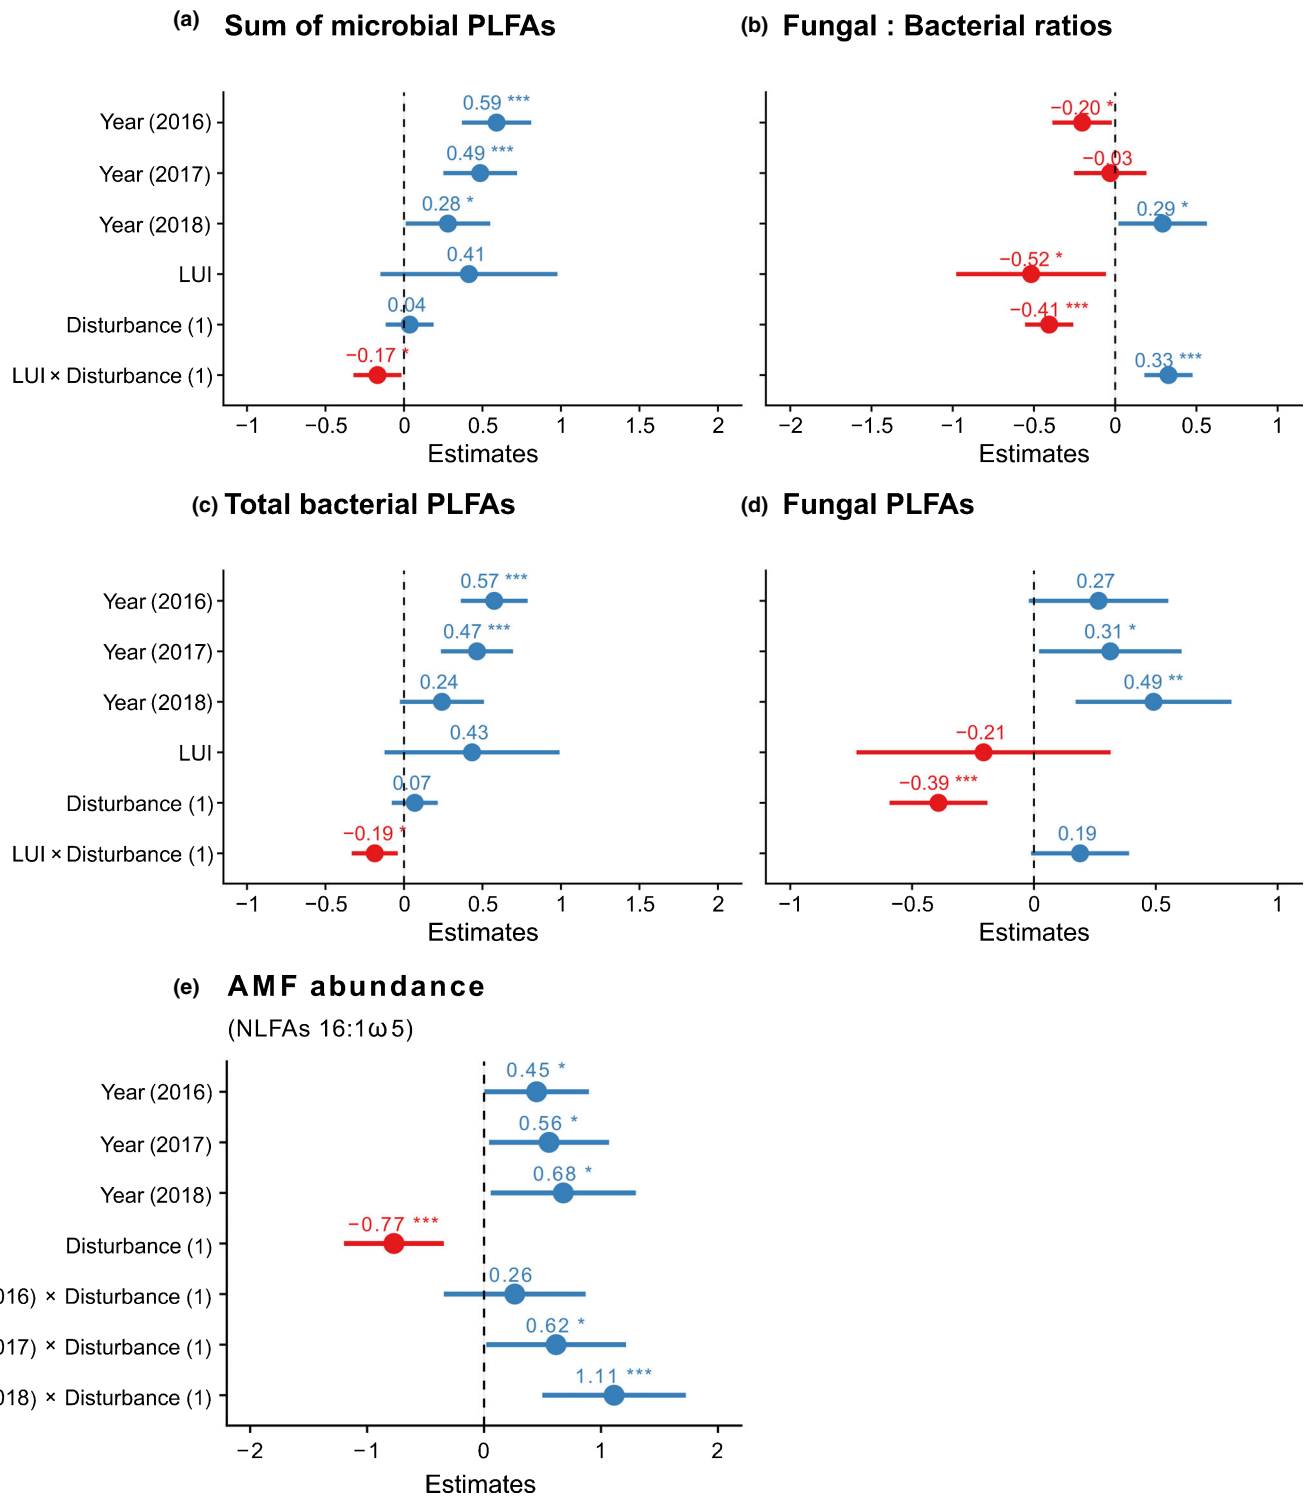 (a) Sum of microbial PLFAs
Year (2016) 0.59 ***
Year (2017) 0.49 ***
Year (2018) 0.28 *
LUI 0.41
Disturbance (1) 0.04
LUI × Disturbance (1) −0.17 *
−1 −0.5 0 0.5 1 1.5 2
Estimates
(b) Fungal : Bacterial ratios
−0.20 *
−0.03
0.29 *
−0.52 *
−0.41 ***
0.33 ***
−2 −1.5 −1 −0.5 0 0.5 1
Estimates
(c) Total bacterial PLFAs
Year (2016) 0.57 ***
Year (2017) 0.47 ***
Year (2018) 0.24
LUI 0.43
Disturbance (1) 0.07
LUI × Disturbance (1) −0.19 *
−1 −0.5 0 0.5 1 1.5 2
Estimates
(d) Fungal PLFAs
0.27
0.31 *
0.49 **
−0.21
−0.39 ***
0.19
−1 −0.5 0 0.5 1
Estimates
(e) AMF abundance
(NLFAs 16:1ω5)
Year (2016) 0.45 *
Year (2017) 0.56 *
Year (2018) 0.68 *
Disturbance (1) −0.77 ***
016) × Disturbance (1) 0.26
017) × Disturbance (1) 0.62 *
018) × Disturbance (1) 1.11 ***
−2 −1 0 1 2
Estimates